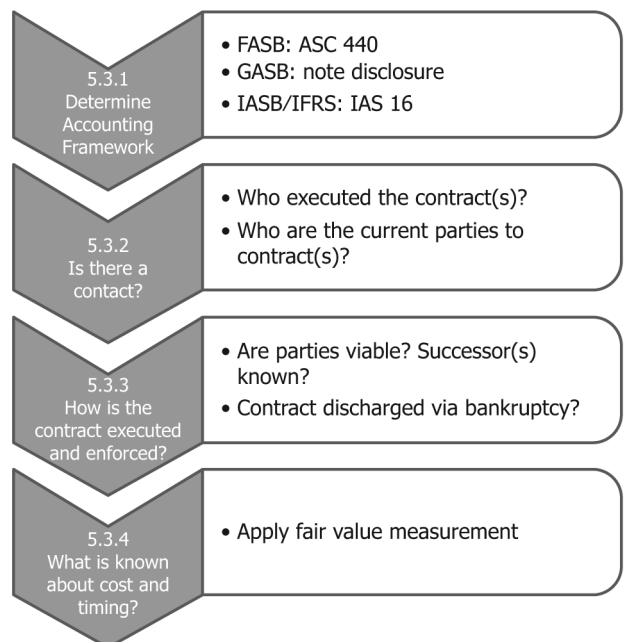 5.3.1
Determine
Accounting
Framework
• FASB: ASC 440
• GASB: note disclosure
• IASB/IFRS: IAS 16
5.3.2
Is there a
contact?
• Who executed the contract(s)?
• Who are the current parties to
contract(s)?
5.3.3
How is the
contract executed
and enforced?
• Are parties viable? Successor(s)
known?
• Contract discharged via bankruptcy?
5.3.4
What is known
about cost and
timing?
• Apply fair value measurement